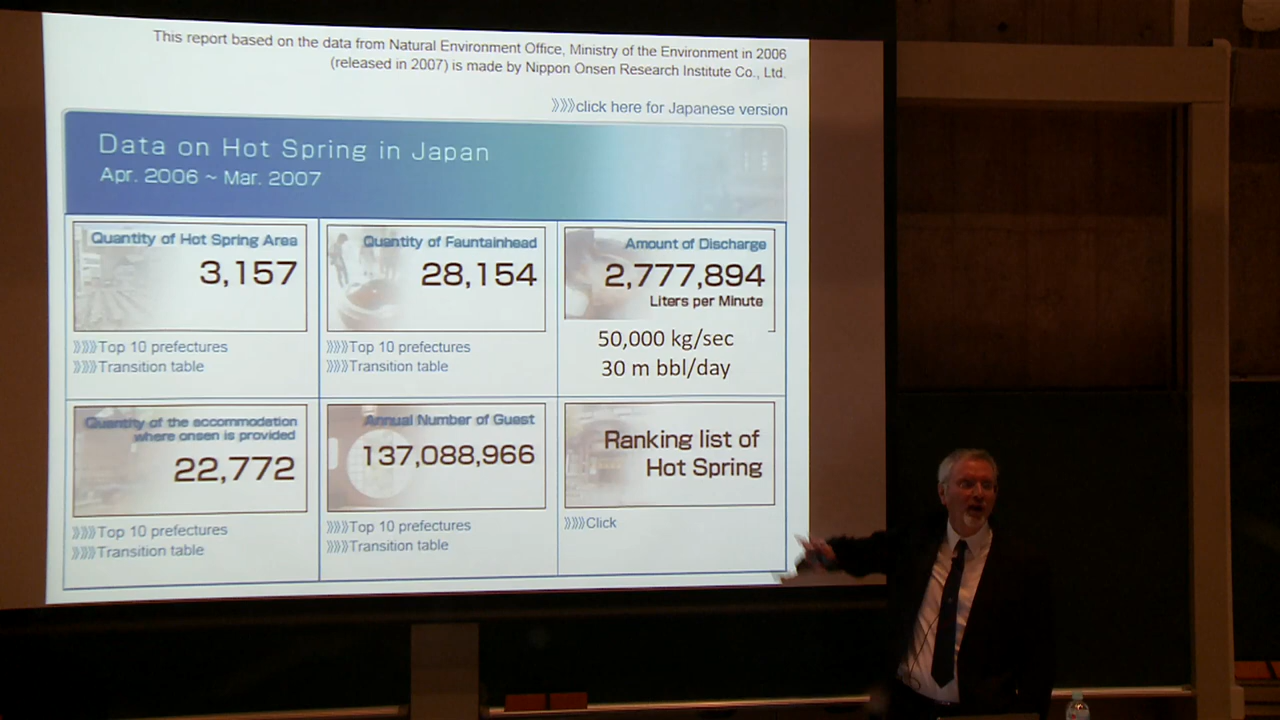 This report based on the data from Natural Environment Office, Ministry of the Environment in 2006
(released in 2007) is made by Nippon Onsen Research Institute Co., Ltd.
》》》click here for Japanese version
Data on Hot Spring in Japan
Apr. 2006 ~ Mar. 2007
Quantity of Hot Spring Area
3,157
》》》Top 10 prefectures
》》》Transition table
Quantity of Fauntainhead
28,154
》》》Top 10 prefectures
》》》Transition table
Amount of Discharge
2,777,894
Liters per Minute
50,000 kg/sec
30 m bbl/day
Quantity of the accommodation
where onsen is provided
22,772
》》》Top 10 prefectures
》》》Transition table
Annual Number of Guest
137,088,966
》》》Top 10 prefectures
》》》Transition table
Ranking list of
Hot Spring
》》》Click